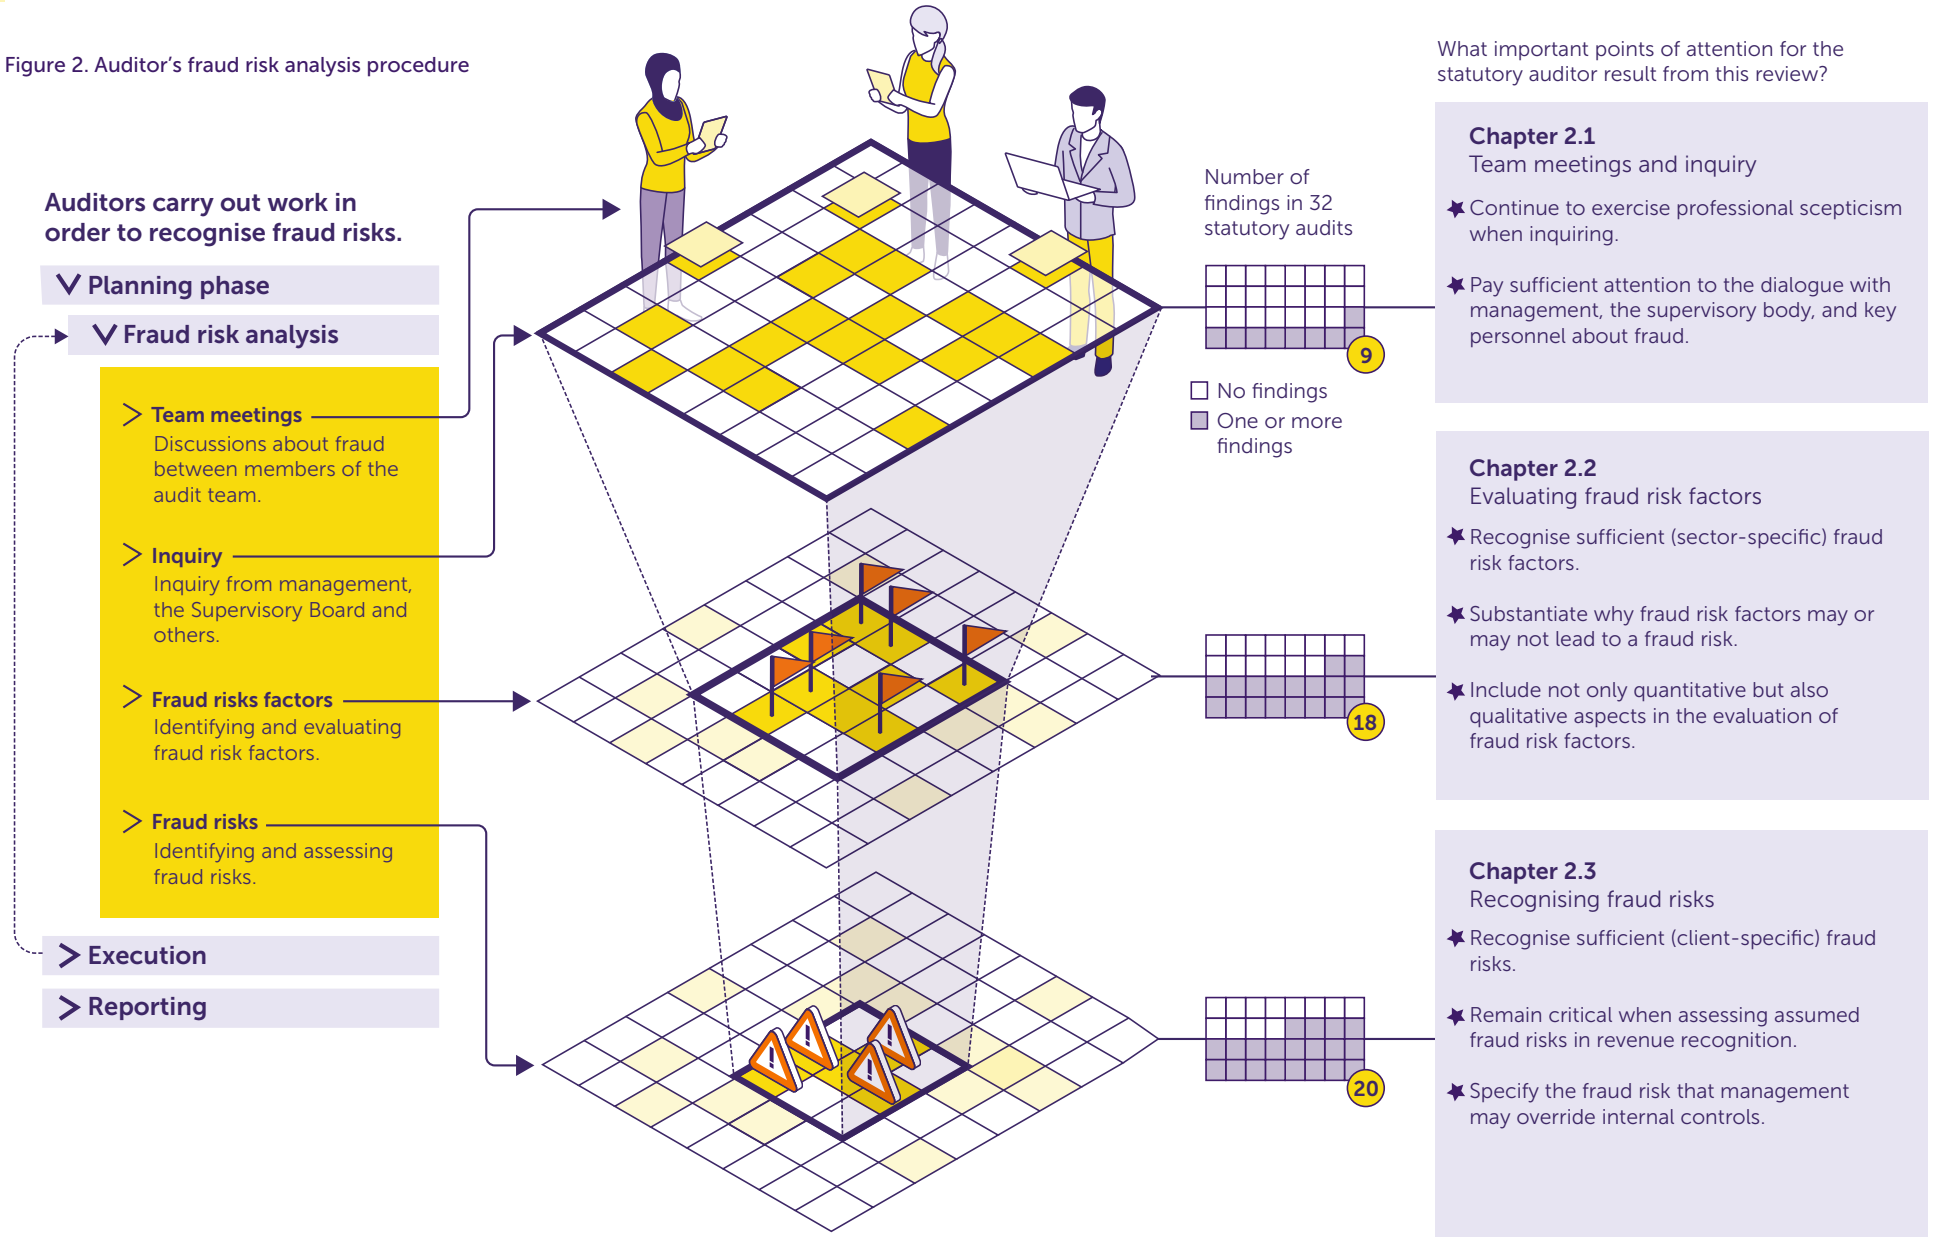 Figure 2. Auditor's fraud risk analysis procedure
Auditors carry out work in
order to recognise fraud risks.
Planning phase
Fraud risk analysis
Team meetings
Discussions about fraud
between members of the
audit team.
Inquiry
Inquiry from management,
the Supervisory Board and
others.
Fraud risks factors
Identifying and evaluating
fraud risk factors.
Fraud risks
Identifying and assessing
fraud risks.
Execution
Reporting
Number of
findings in 32
statutory audits
9
No findings
One or more
findings
18
20
What important points of attention for the
statutory auditor result from this review?
Chapter 2.1
Team meetings and inquiry
Continue to exercise professional scepticism
when inquiring.
Pay sufficient attention to the dialogue with
management, the supervisory body, and key
personnel about fraud.
Chapter 2.2
Evaluating fraud risk factors
Recognise sufficient (sector-specific) fraud
risk factors.
Substantiate why fraud risk factors may or
may not lead to a fraud risk.
Include not only quantitative but also
qualitative aspects in the evaluation of
fraud risk factors.
Chapter 2.3
Recognising fraud risks
Recognise sufficient (client-specific) fraud
risks.
Remain critical when assessing assumed
fraud risks in revenue recognition.
Specify the fraud risk that management
may override internal controls.